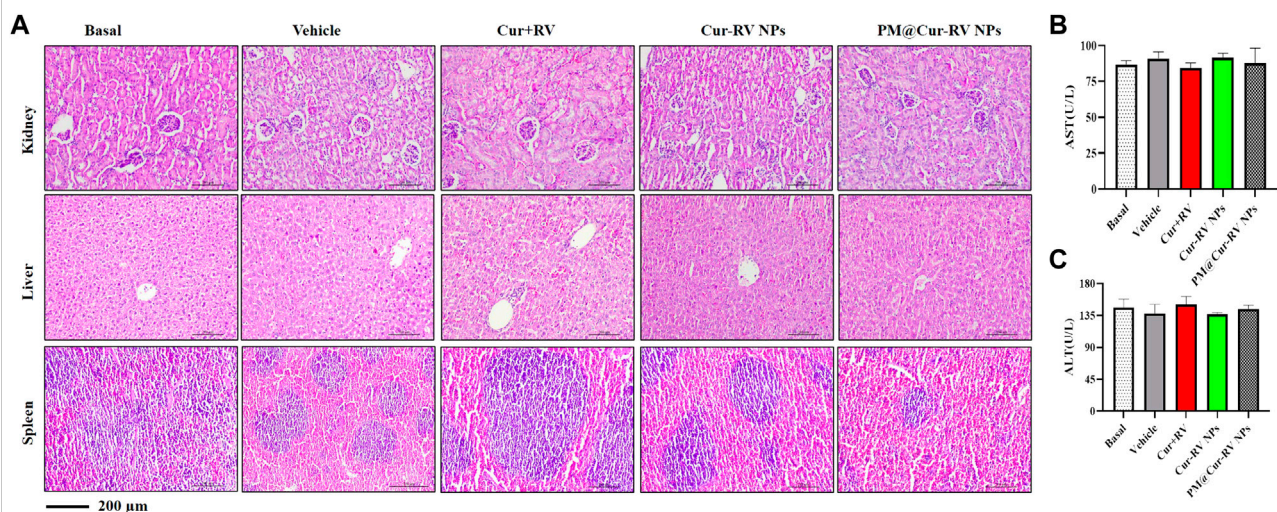 A
Basal
Vehicle
Cur+RV
Cur-RV NPs
PM@Cur-RV NPs
Kidney
Liver
Spleen
200 µm
B
AST(U/L)
100
75
50
25
0
Basal
Vehicle
Cur+RV
Cur-RV NPs
PM@Cur-RV NPs
C
ALT(U/L)
180
135
90
45
0
Basal
Vehicle
Cur+RV
Cur-RV NPs
PM@Cur-RV NPs